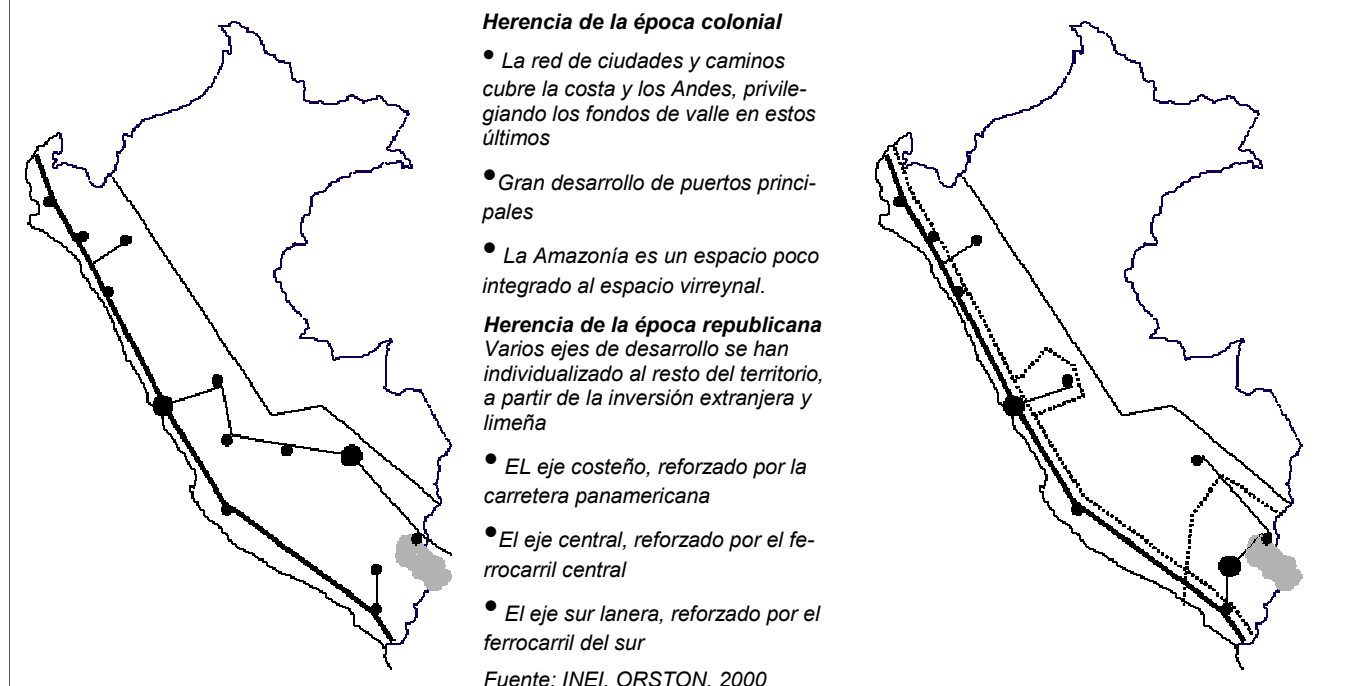 Herencia de la época colonial
• La red de ciudades y caminos
cubre la costa y los Andes, privile-
giando los fondos de valle en estos
últimos
•Gran desarrollo de puertos princi-
pales
• La Amazonía es un espacio poco
integrado al espacio virreynal.
Herencia de la época republicana
Varios ejes de desarrollo se han
individualizado al resto del territorio,
a partir de la inversión extranjera y
limeña
• EL eje costeño, reforzado por la
carretera panamericana
•El eje central, reforzado por el fe-
rrocarril central
• El eje sur lanera, reforzado por el
ferrocarril del sur
Fuente: INEI, ORSTON, 2000